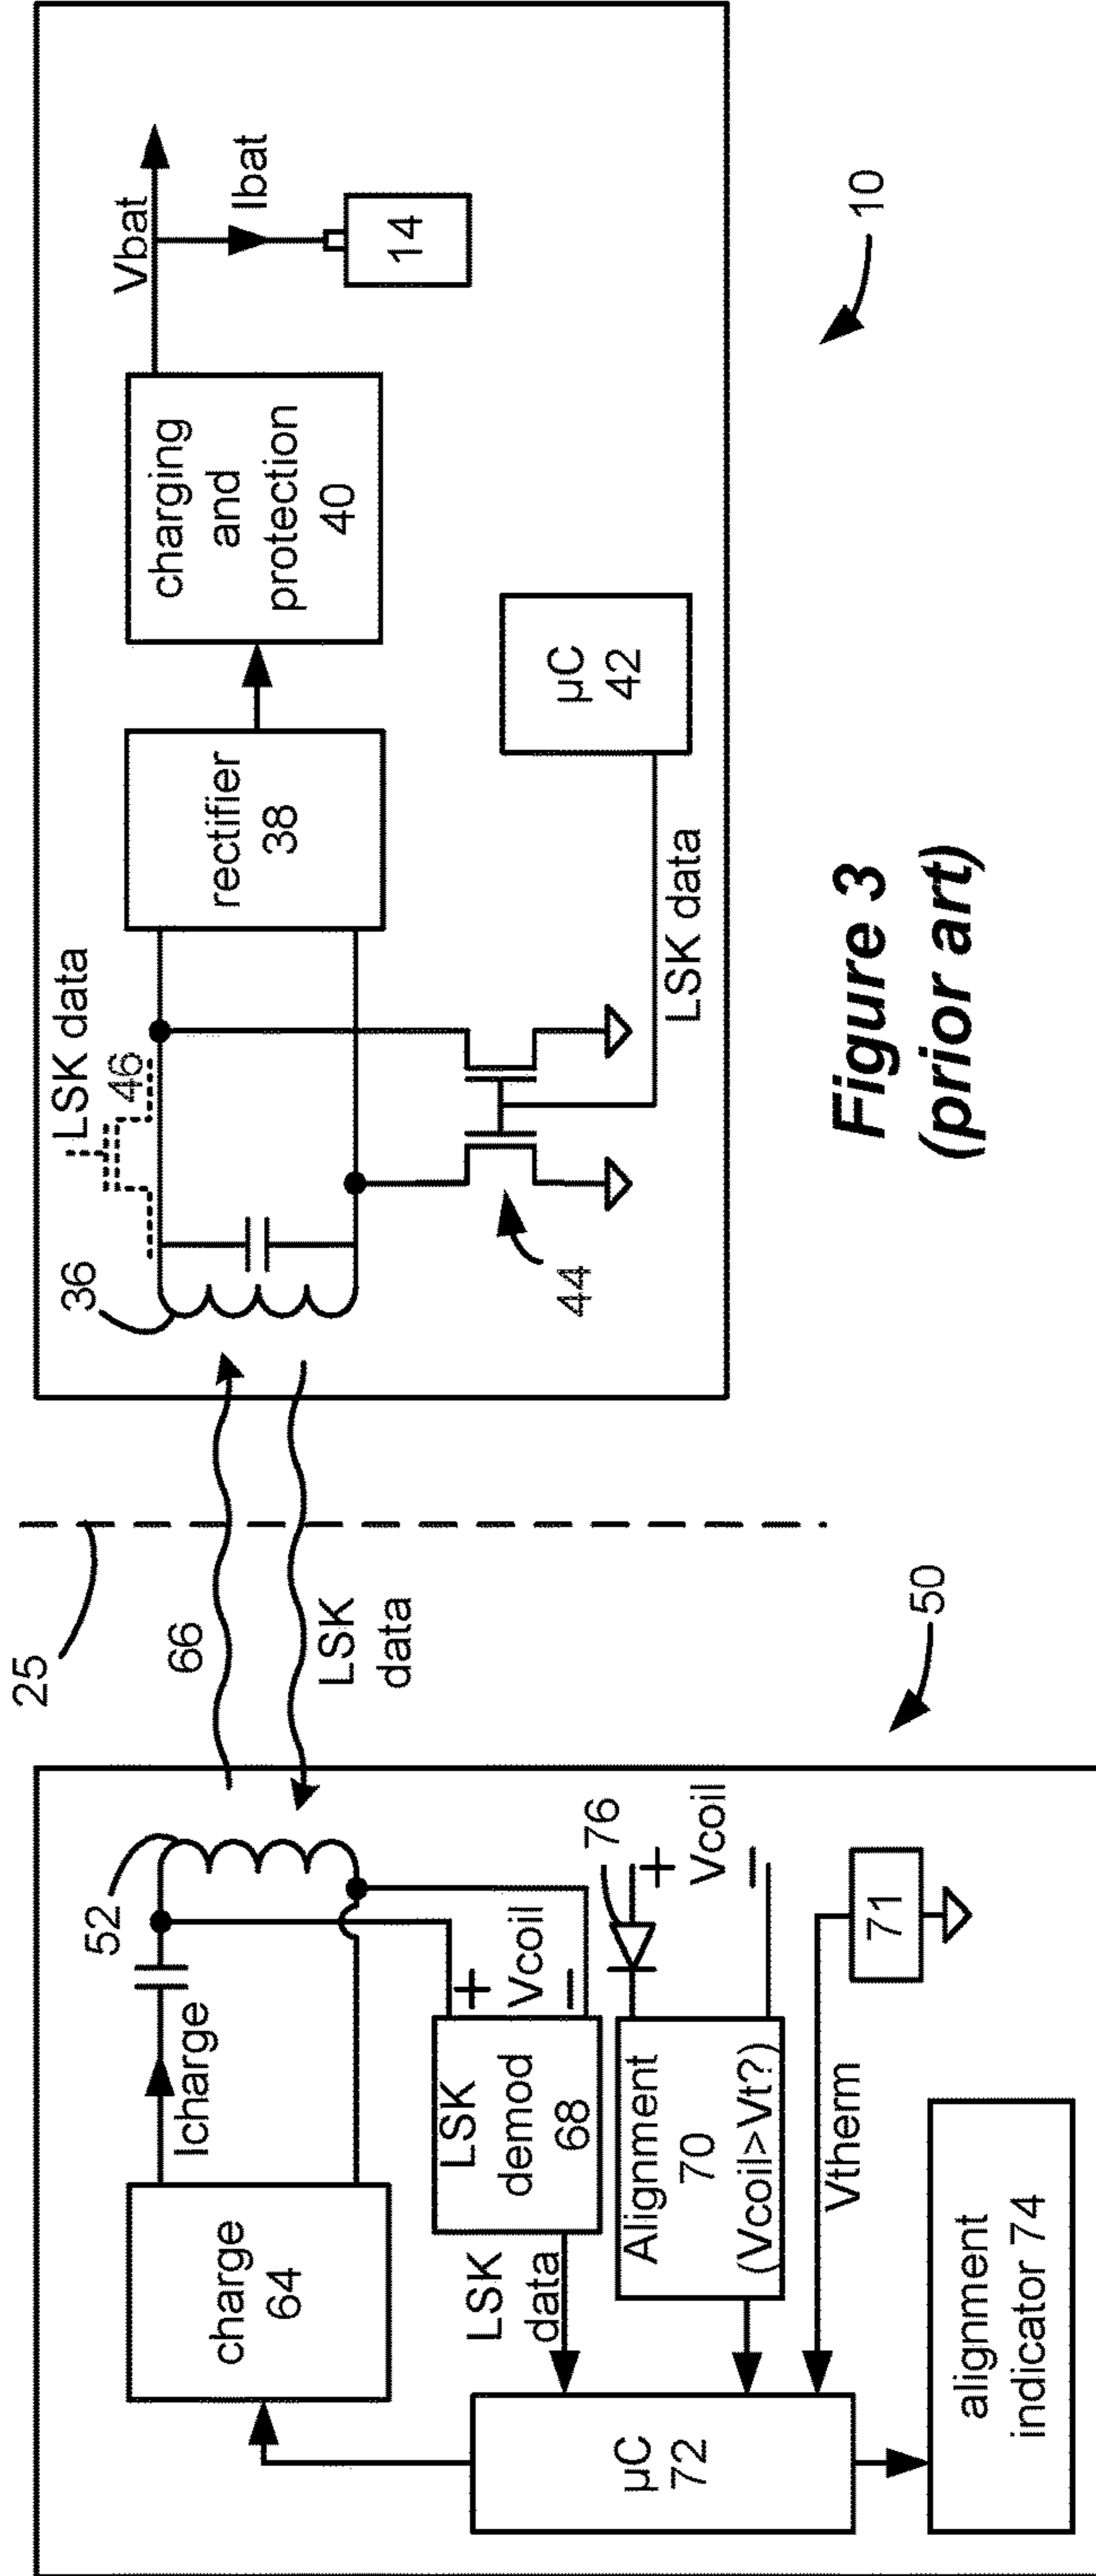 25
66
LSK
data
50
10
52
Icharge
charge
64
+
Vcoil
−
LSK
demod
68
LSK
data
76
+
Vcoil
−
Alignment
70
(Vcoil>Vt?)
71
Vtherm
µC
72
alignment
indicator 74
36
LSK data
46
rectifier
38
charging
and
protection
40
Vbat
Ibat
14
44
µC
42
LSK data
Figure 3
(prior art)